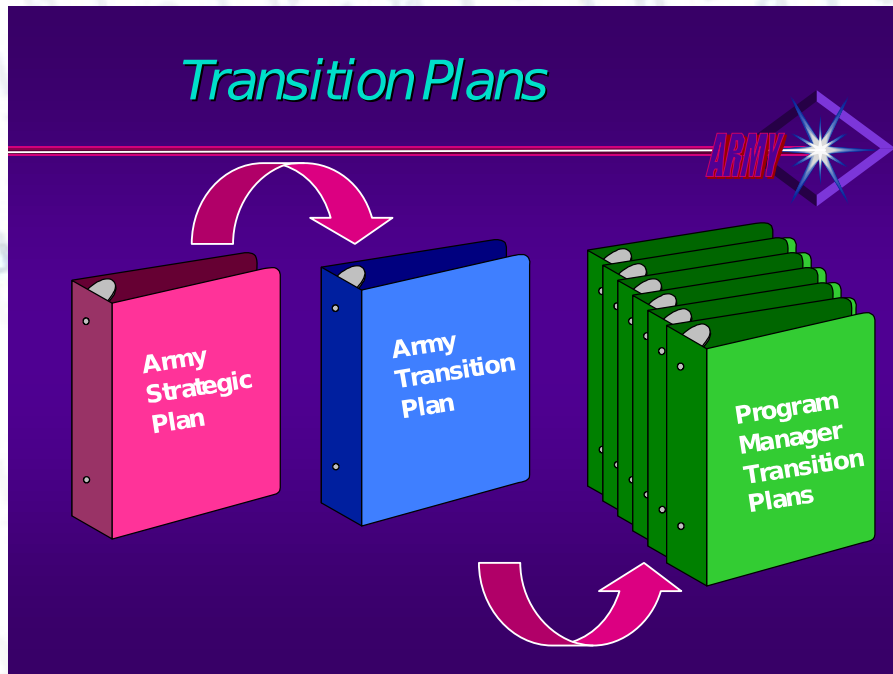 Transition Plans
ARMY
Army
Strategic
Plan
Army
Transition
Plan
Program
Manager
Transition
Plans